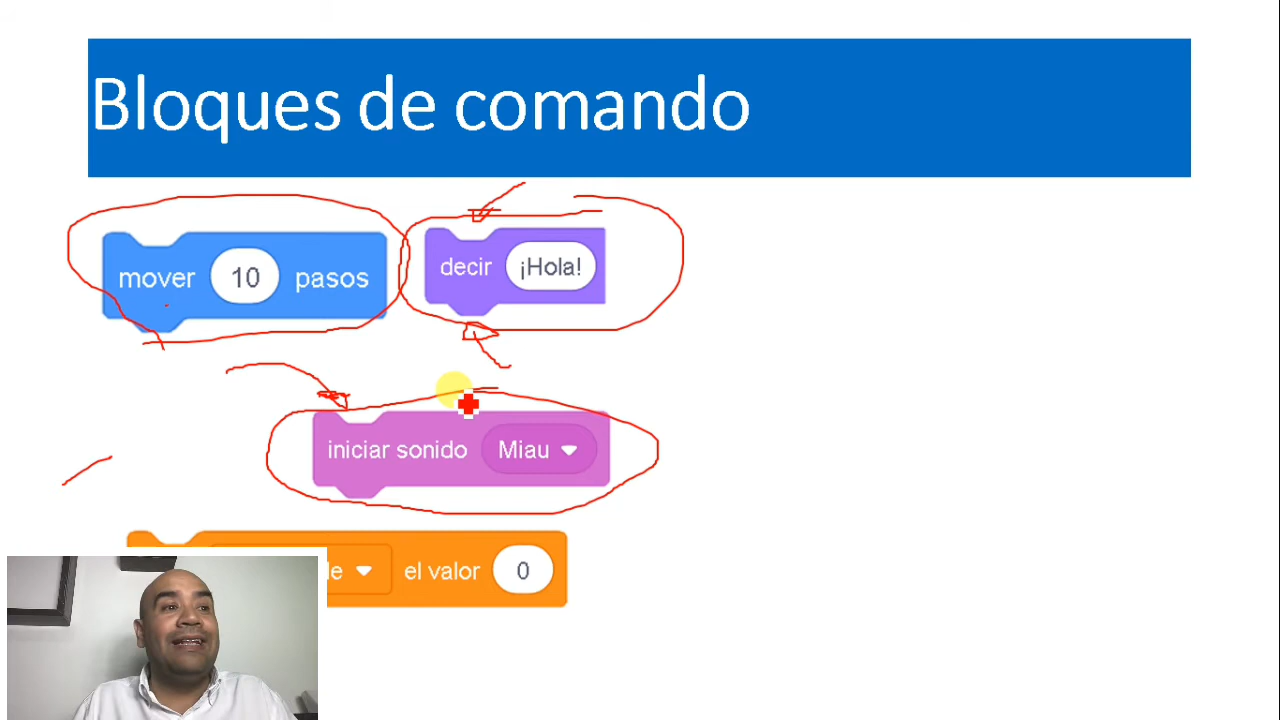 Bloques de comando
mover 10 pasos
decir ¡Hola!
iniciar sonido Miau
el valor 0